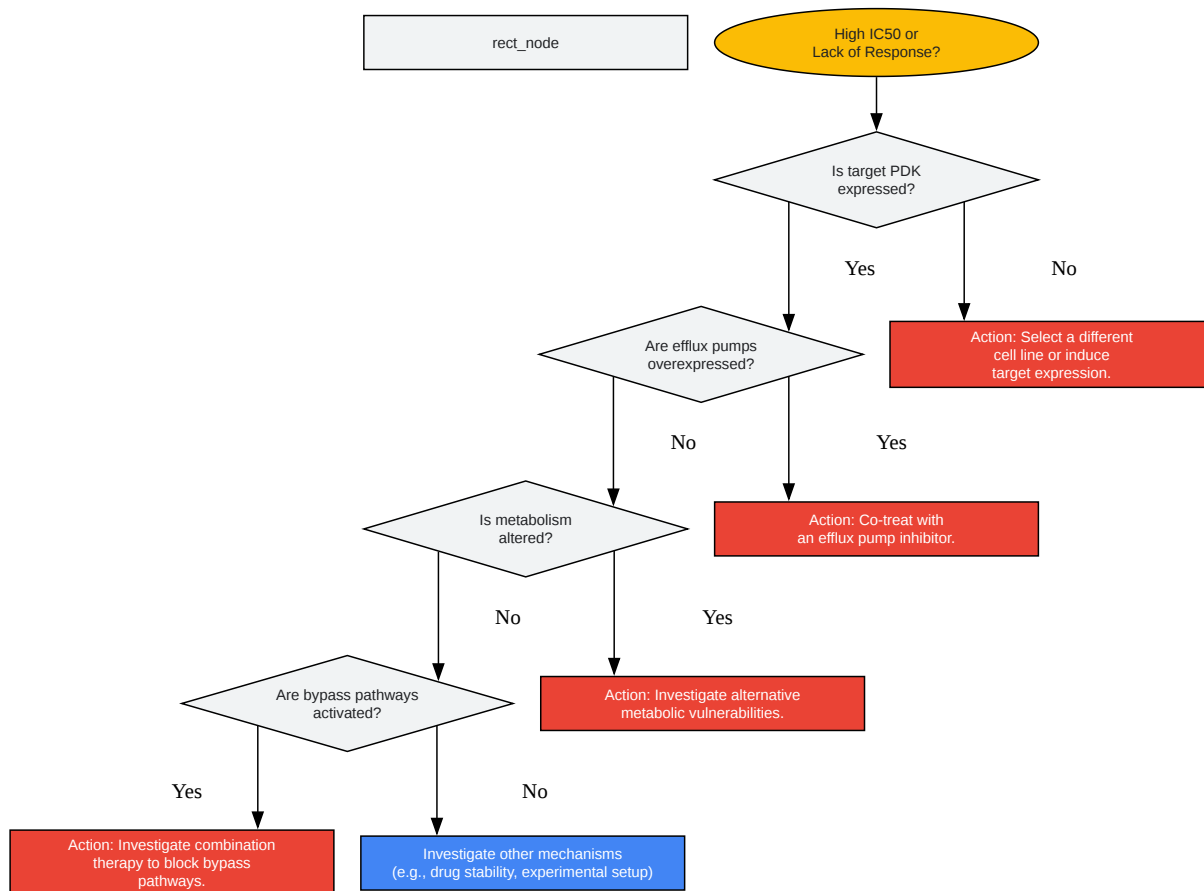 rect_node
High IC50 or
Lack of Response?
Is target PDK
expressed?
Yes
No
Are efflux pumps
overexpressed?
Action: Select a different
cell line or induce
target expression.
No
Yes
Is metabolism
altered?
Action: Co-treat with
an efflux pump inhibitor.
No
Yes
Are bypass pathways
activated?
Action: Investigate alternative
metabolic vulnerabilities.
Yes
No
Action: Investigate combination
therapy to block bypass
pathways.
Investigate other mechanisms
(e.g., drug stability, experimental setup)